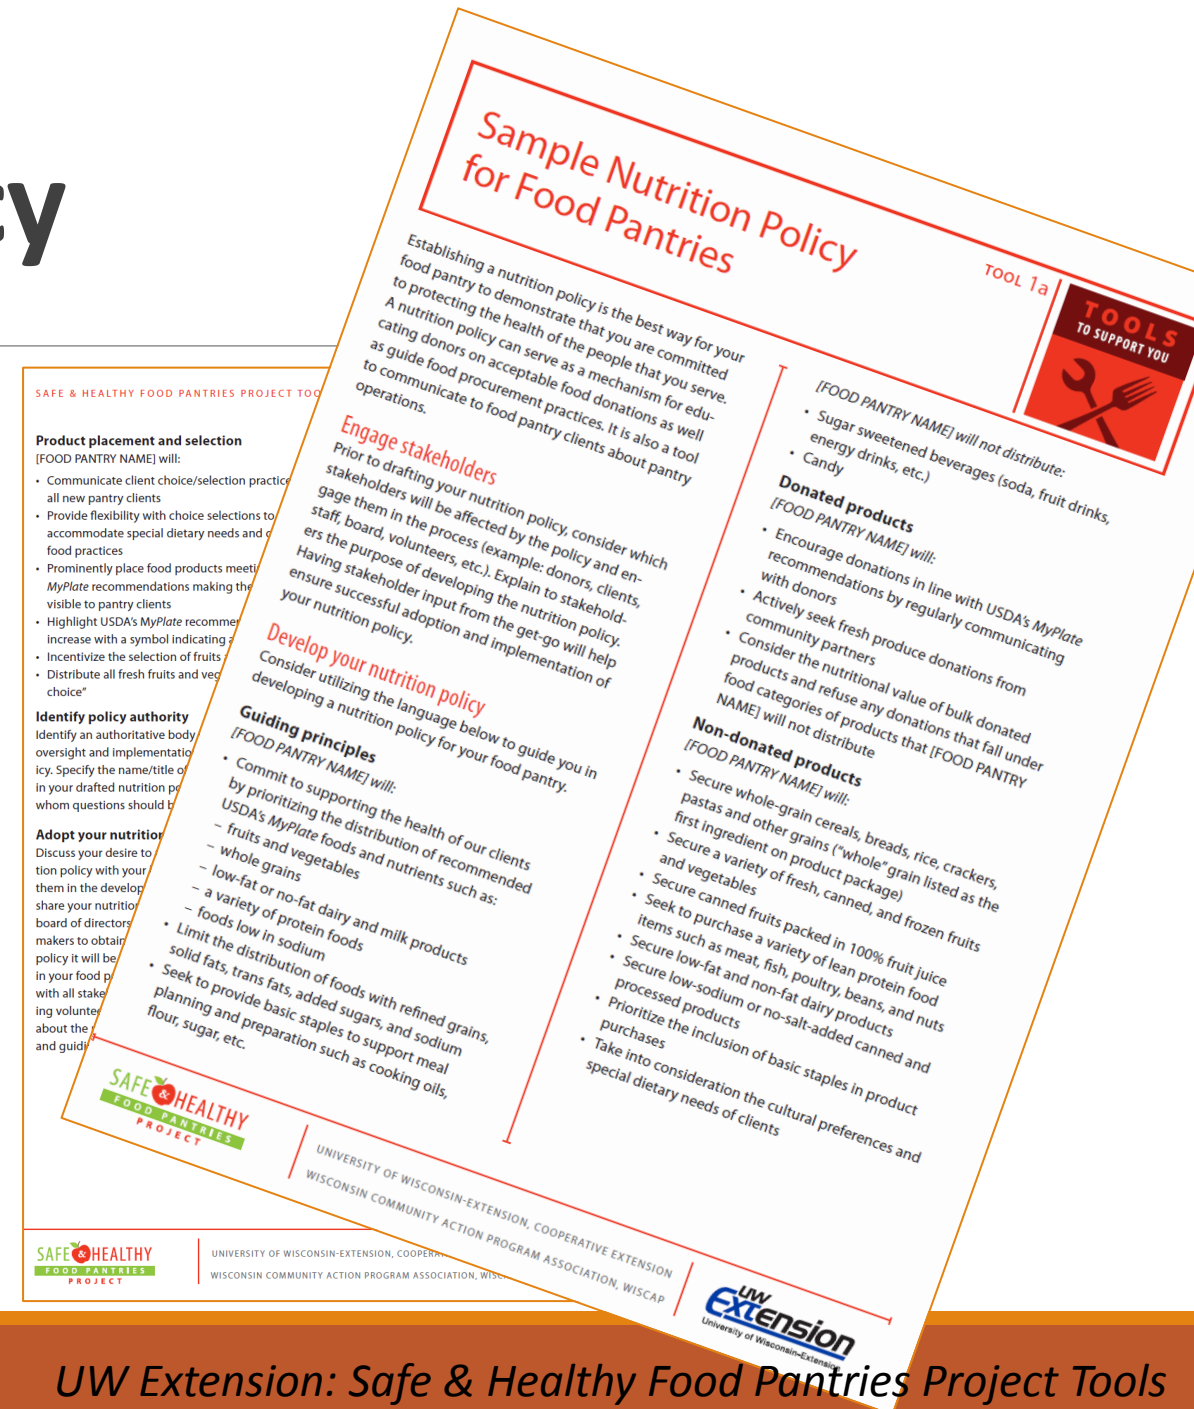 cy
SAFE & HEALTHY FOOD PANTRIES PROJECT
Product placement and selection
[FOOD PANTRY NAME] will:
• Communicate client choice/selection
all new pantry clients
• Provide flexibility with choice selections to
accommodate special dietary needs and
food practices
• Prominently place food products
MyPlate recommendations making
visible to pantry clients
• Highlight USDA's MyPlate
increase with a symbol indicating
• Incentivize the selection of fruits
• Distribute all fresh fruits and
choice"
Identify policy authority
Identify an authoritative body
oversight and
icy. Specify the name/title
in your drafted nutrition
whom questions should
Adopt your
Discuss your desire to
tion policy with your
them in the
share your
board of directors
makers to
policy it will be
in your food
with all
ing
about the
and
SAFE & HEALTHY
FOOD PANTRIES
PROJECT
UNIVERSITY OF WISCONSIN-EXTENSION,
WISCONSIN COMMUNITY ACTION PROGRAM ASSOCIATION,
Sample Nutrition Policy
for Food Pantries
TOOL 1a
TOOLS
TO SUPPORT YOU
Establishing a nutrition policy is the best way for your
food pantry to demonstrate that you are committed
to protecting the health of the people that you serve.
A nutrition policy can serve as a mechanism for edu-
cating donors on acceptable food donations as well
as guide food procurement practices. It is also a tool
to communicate to food pantry clients about pantry
operations.
Engage stakeholders
Prior to drafting your nutrition policy, consider which
stakeholders will be affected by the policy and en-
gage them in the process (example: donors, clients,
staff, board, volunteers, etc.). Explain to stakehold-
ers the purpose of developing the nutrition policy.
Having stakeholder input from the get-go will help
ensure successful adoption and implementation of
your nutrition policy.
Develop your nutrition policy
Consider utilizing the language below to guide you in
developing a nutrition policy for your food pantry.
Guiding principles
[FOOD PANTRY NAME] will:
• Commit to supporting the health of our clients
by prioritizing the distribution of recommended
USDA's MyPlate foods and nutrients such as:
– fruits and vegetables
– whole grains
– low-fat or no-fat dairy and milk products
– a variety of protein foods
– foods low in sodium
• Limit the distribution of foods with refined grains,
solid fats, trans fats, added sugars, and sodium
• Seek to provide basic staples to support meal
planning and preparation such as cooking oils,
flour, sugar, etc.
[FOOD PANTRY NAME] will not distribute:
• Sugar sweetened beverages (soda, fruit drinks,
energy drinks, etc.)
• Candy
Donated products
[FOOD PANTRY NAME] will:
• Encourage donations in line with USDA's MyPlate
recommendations by regularly communicating
with donors
• Actively seek fresh produce donations from
community partners
• Consider the nutritional value of bulk donated
products and refuse any donations that fall under
food categories of products that [FOOD PANTRY
NAME] will not distribute
Non-donated products
[FOOD PANTRY NAME] will:
• Secure whole-grain cereals, breads, rice, crackers,
pastas and other grains ("whole"grain listed as the
first ingredient on product package)
• Secure a variety of fresh, canned, and frozen fruits
and vegetables
• Secure canned fruits packed in 100% fruit juice
• Seek to purchase a variety of lean protein food
items such as meat, fish, poultry, beans, and nuts
• Secure low-fat and non-fat dairy products
• Secure low-sodium or no-salt-added canned and
processed products
• Prioritize the inclusion of basic staples in product
purchases
• Take into consideration the cultural preferences and
special dietary needs of clients
SAFE & HEALTHY
FOOD PANTRIES
PROJECT
UNIVERSITY OF WISCONSIN-EXTENSION, COOPERATIVE EXTENSION
WISCONSIN COMMUNITY ACTION PROGRAM ASSOCIATION, WISCAP
UW
Extension
University of Wisconsin-Extension
UW Extension: Safe & Healthy Food Pantries Project Tools